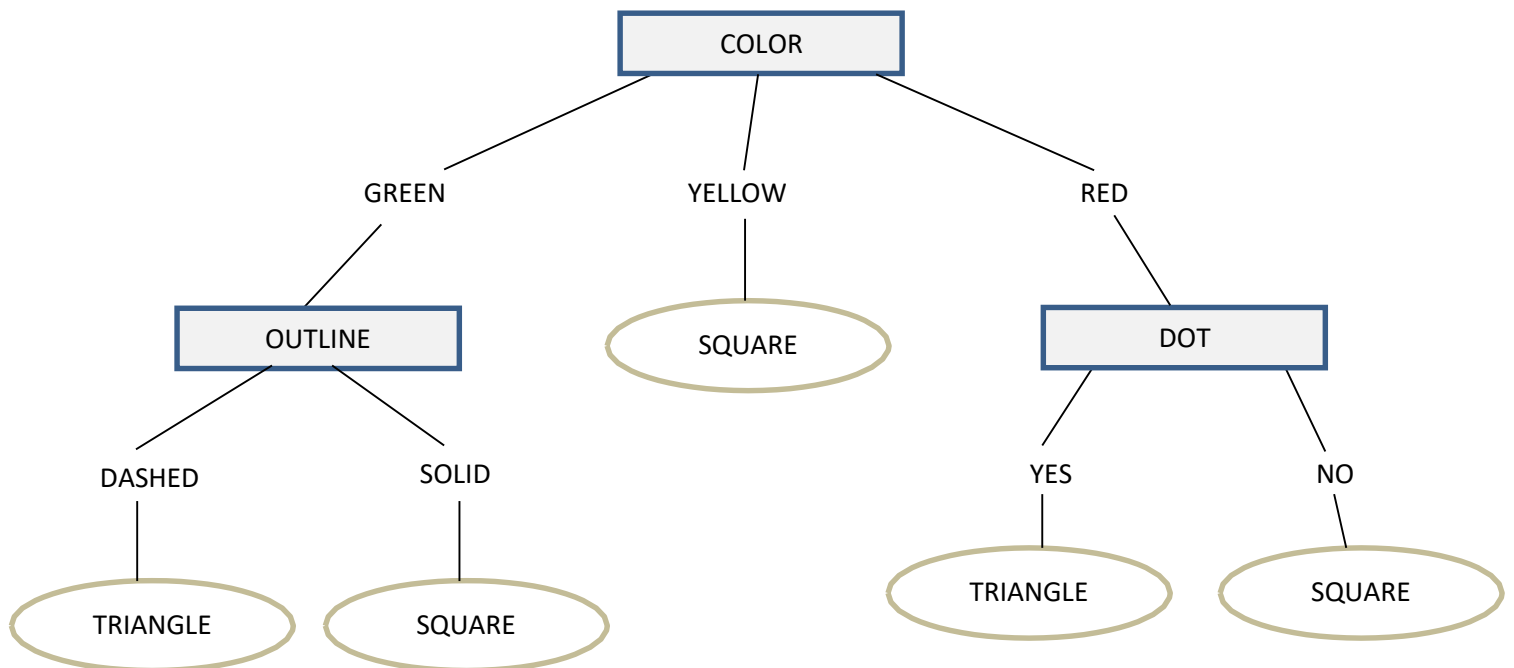 COLOR
GREEN
YELLOW
RED
OUTLINE
SQUARE
DOT
DASHED
SOLID
YES
NO
TRIANGLE
SQUARE
TRIANGLE
SQUARE